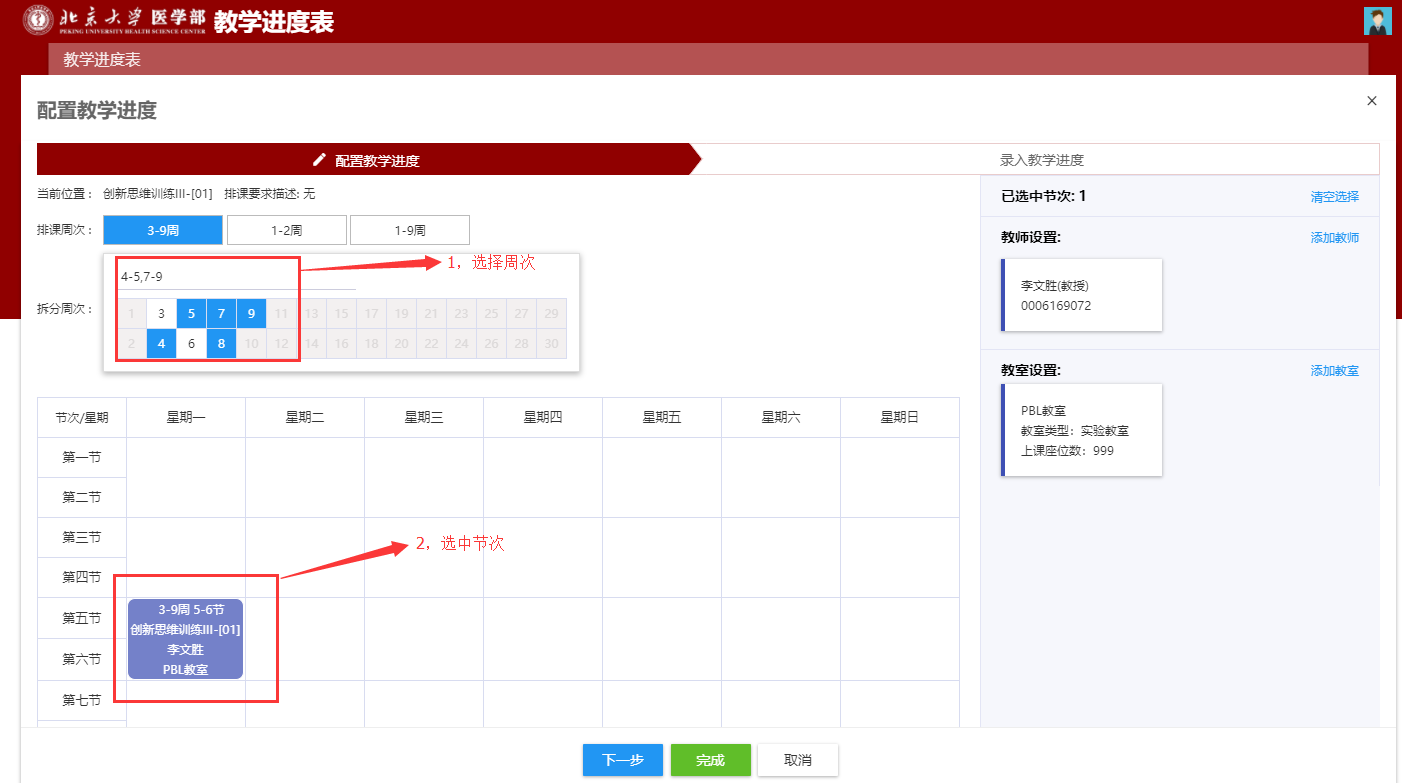 北京大学 医学部 教学进度表
PEKING UNIVERSITY HEALTH SCIENCE CENTER
教学进度表
配置教学进度 ×
配置教学进度 录入教学进度
当前位置： 创新思维训练III-[01] 排课要求描述: 无
排课周次： 3-9周 1-2周 1-9周
4-5,7-9
1，选择周次
拆分周次：
1 3 5 7 9 11 13 15 17 19 21 23 25 27 29
2 4 6 8 10 12 14 16 18 20 22 24 26 28 30
节次/星期 星期一 星期二 星期三 星期四 星期五 星期六 星期日
第一节
第二节
第三节
第四节
第五节
第六节
第七节
2，选中节次
3-9周 5-6节
创新思维训练III-[01]
李文胜
PBL教室
已选中节次: 1 清空选择
教师设置: 添加教师
李文胜(教授)
0006169072
教室设置: 添加教室
PBL教室
教室类型：实验教室
上课座位数：999
下一步 完成 取消